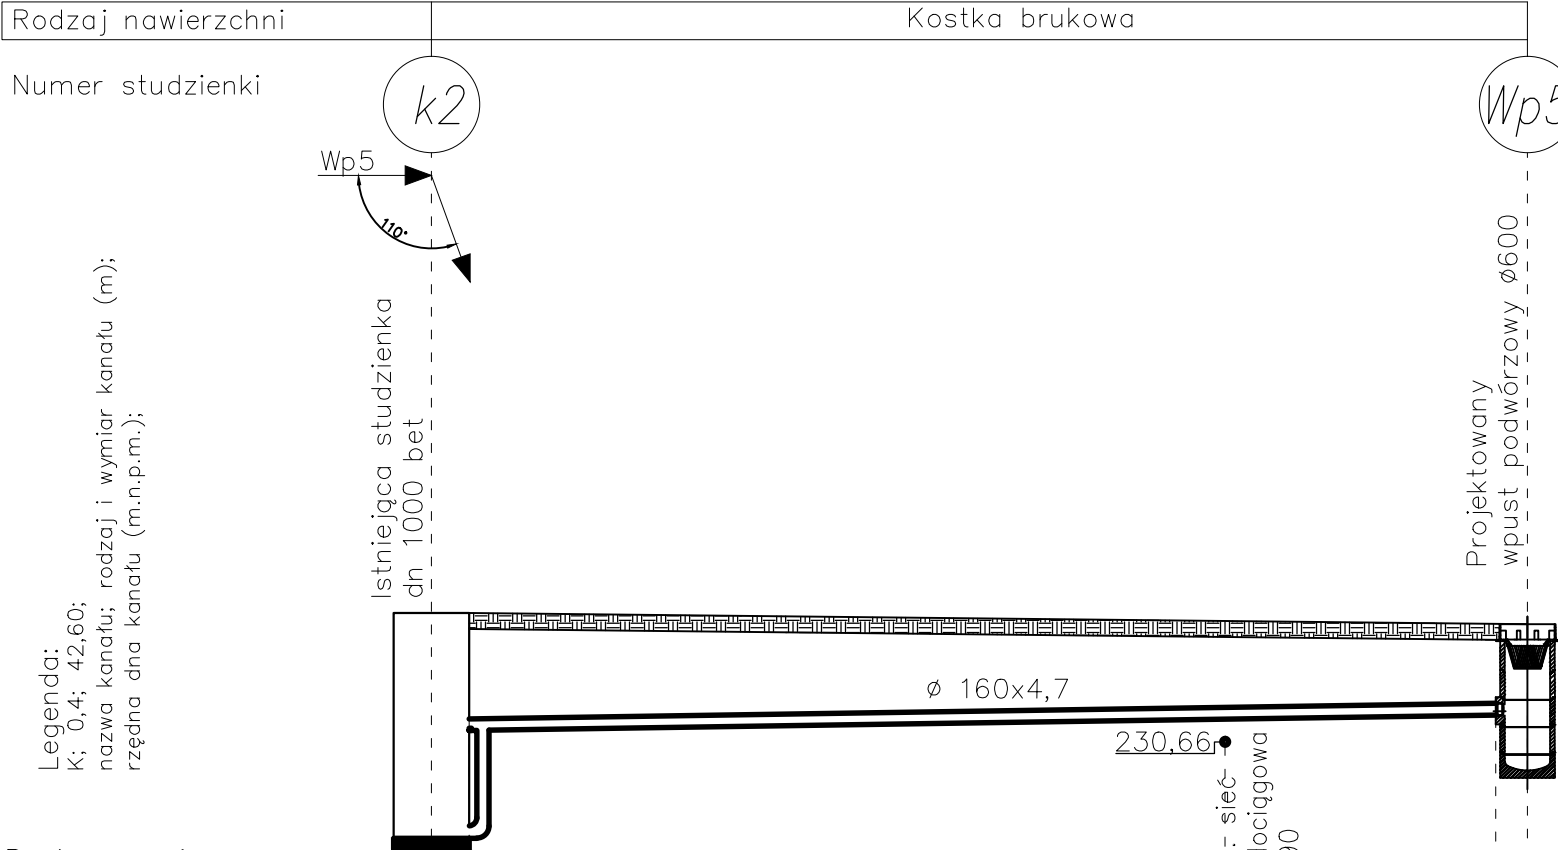 Rodzaj nawierzchni
Kostka brukowa
Numer studzienki
k2
Wp5
Wp5
110°
Legenda:
K; 0,4; 42,60;
nazwa kanału; rodzaj i wymiar kanału (m);
rzędna dna kanału (m.n.p.m.);
Istniejąca studzienka
dn 1000 bet
Projektowany
wpust podwórzowy Ø600
Ø 160x4,7
230,66
sieć